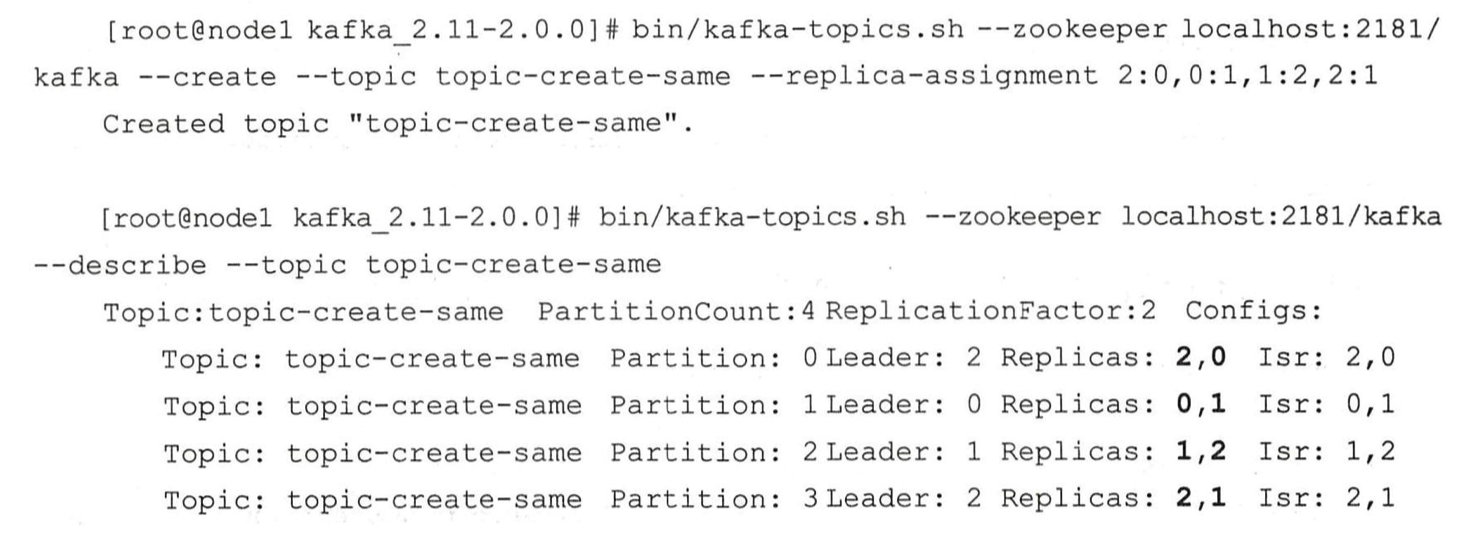 [root@node1 kafka_2.11-2.0.0]# bin/kafka-topics.sh --zookeeper localhost:2181/
kafka --create --topic topic-create-same --replica-assignment 2:0,0:1,1:2,2:1
Created topic "topic-create-same".
[root@node1 kafka_2.11-2.0.0]# bin/kafka-topics.sh --zookeeper localhost:2181/kafka
--describe --topic topic-create-same
Topic:topic-create-same PartitionCount:4 ReplicationFactor:2 Configs:
Topic: topic-create-same Partition: 0 Leader: 2 Replicas: 2,0 Isr: 2,0
Topic: topic-create-same Partition: 1 Leader: 0 Replicas: 0,1 Isr: 0,1
Topic: topic-create-same Partition: 2 Leader: 1 Replicas: 1,2 Isr: 1,2
Topic: topic-create-same Partition: 3 Leader: 2 Replicas: 2,1 Isr: 2,1